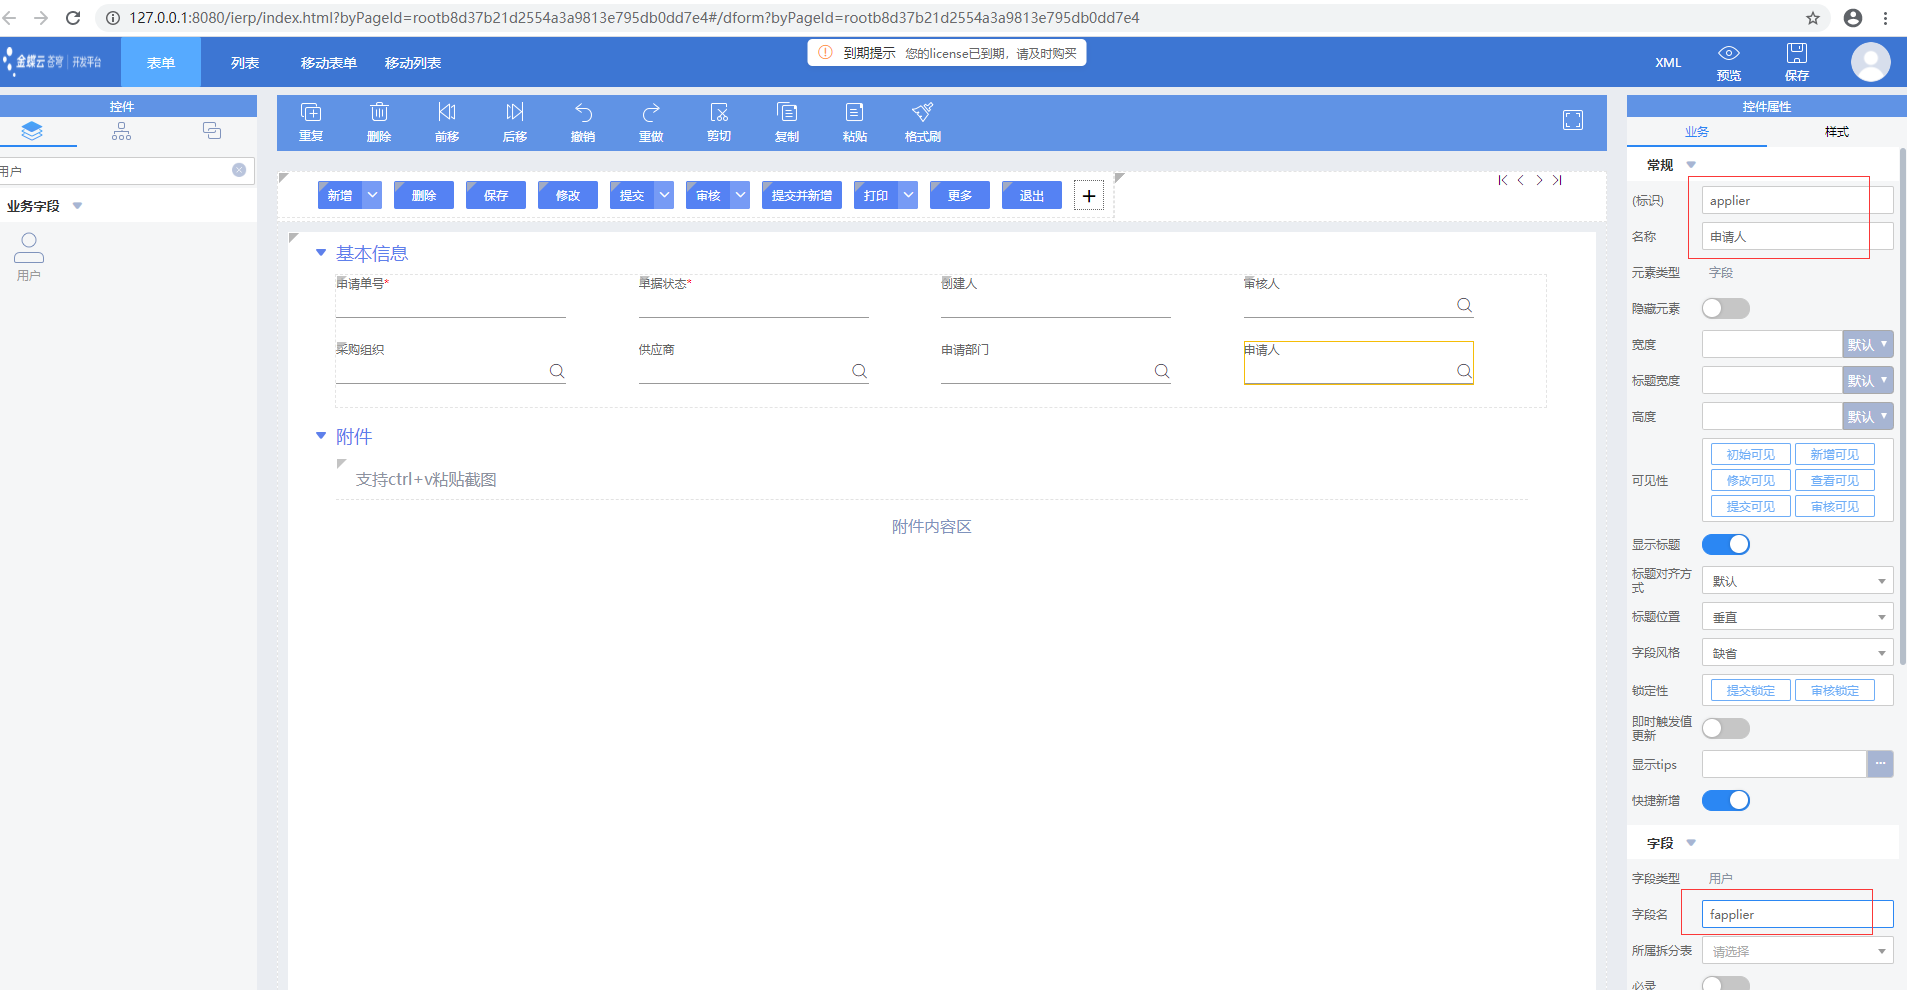 127.0.0.1:8080/ierp/index.html?byPageId=rootb8d37b21d2554a3a9813e795db0dd7e4#/dform?byPageId=rootb8d37b21d2554a3a9813e795db0dd7e4
金蝶云 苍穹 | 开发平台
表单 列表 移动表单 移动列表
到期提示 您的license已到期，请及时购买
XML 预览 保存
控件
用户
业务字段
用户
重复 删除 前移 后移 撤销 重做 剪切 复制 粘贴 格式刷
新增 删除 保存 修改 提交 审核 提交并新增 打印 更多 退出 +
基本信息
申请单号* 单据状态* 创建人 审核人
采购组织 供应商 申请部门 申请人
附件
支持ctrl+v粘贴截图
附件内容区
控件属性
业务 样式
常规
(标识) applier
名称 申请人
元素类型 字段
隐藏元素
宽度 默认
标题宽度 默认
高度 默认
可见性
初始可见 新增可见
修改可见 查看可见
提交可见 审核可见
显示标题
标题对齐方式 默认
标题位置 垂直
字段风格 缺省
锁定性 提交锁定 审核锁定
即时触发值更新
显示tips ...
快捷新增
字段
字段类型 用户
字段名 fapplier
所属拆分表 请选择
必录